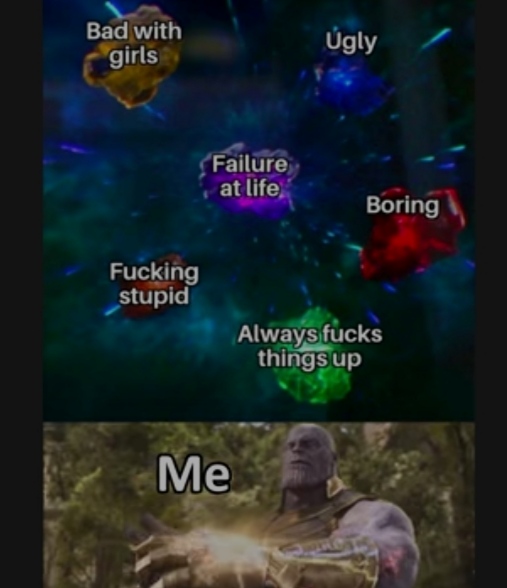 Bad with
girls
Ugly
Failure
at life
Boring
Fucking
stupid
Always fucks
things up
Me